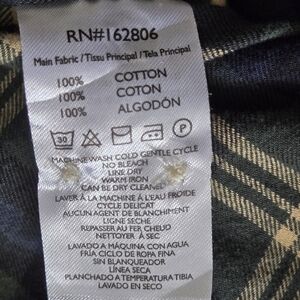 RN#162806
Main Fabric / Tissu Principal / Tela Principal
100% COTTON
100% COTON
100% ALGODÓN
30 P
MACHINE WASH COLD GENTLE CYCLE
NO BLEACH
LINE DRY
WARM IRON
CAN BE DRY CLEANED
LAVER À LA MACHINE À L'EAU FROIDE
CYCLE DELICAT
AUCUN AGENT DE BLANCHIMENT
LIGNE SECHE
REPASSER AU FER CHAUD
NETTOYER À SEC
LAVADO A MÁQUINA CON AGUA
FRIA CICLO DE ROPA FINA
SIN BLANQUEADOR
LÍNEA SECA
PLANCHADO A TEMPERATURA TIBIA
LAVADO EN SECO